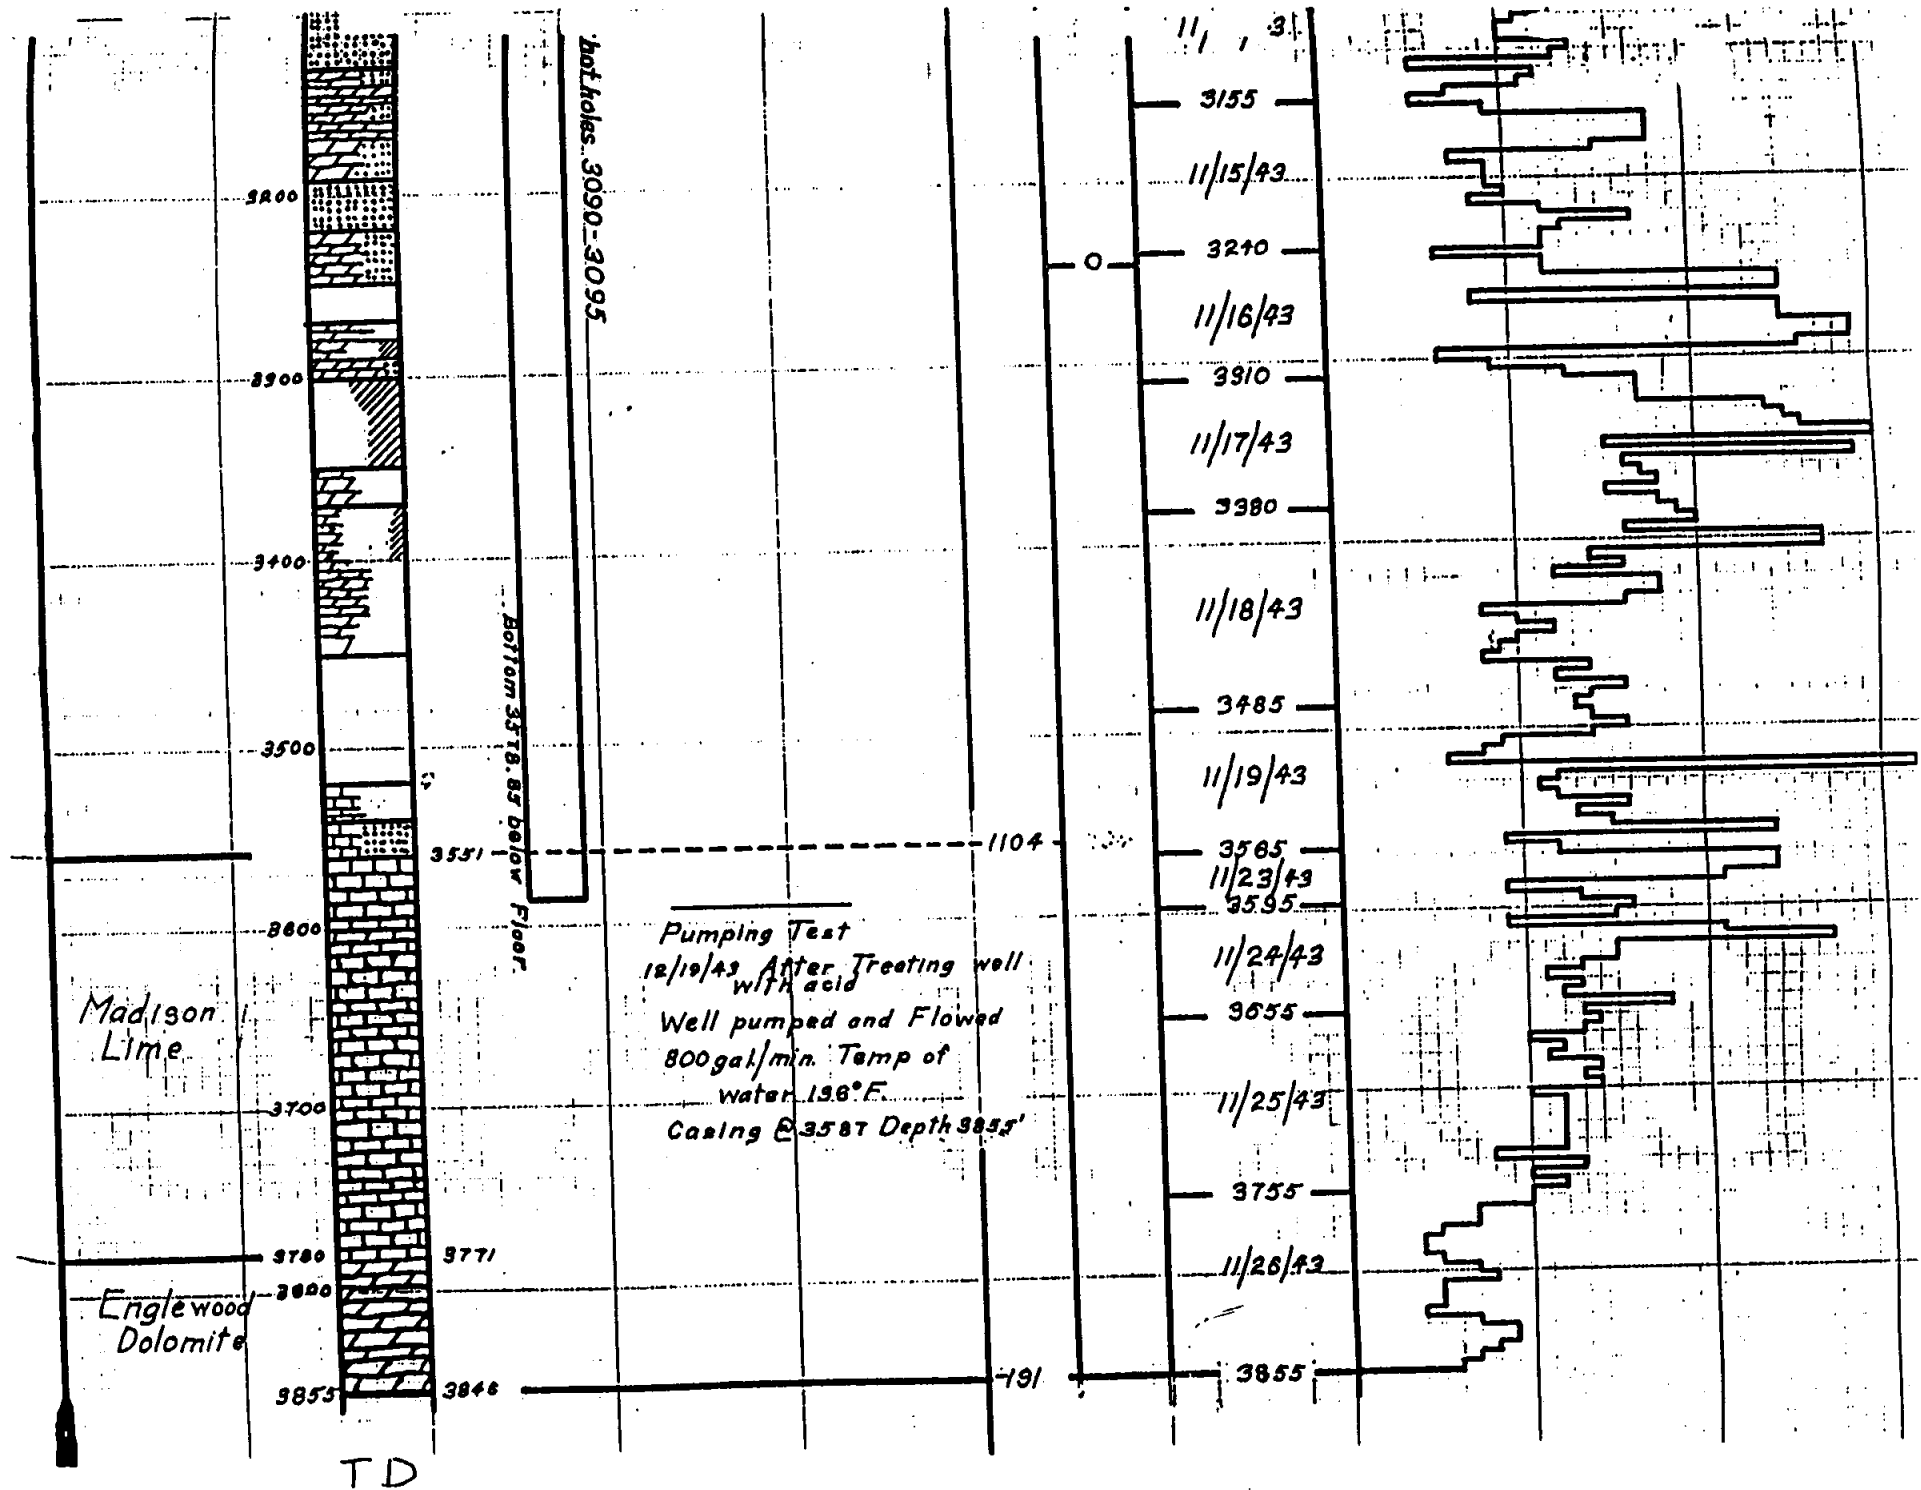 hot holes 3090-3095
3155
11/15/43
3200
3240
O
11/16/43
3300
3310
11/17/43
3380
3400
11/18/43
Bottom 3578.85 below Floor.
3485
3500
11/19/43
3551
1104
3565
11/23/43
3595
3600
Pumping Test
12/19/43 After Treating well
with acid
Well pumped and Flowed
800 gal/min. Temp of
water 136°F.
Casing @ 3587 Depth 3855'
11/24/43
3655
Madison
Lime
3700
11/25/43
3755
3780
3771
3800
11/26/43
Englewood
Dolomite
3855
3846
791
3855
TD